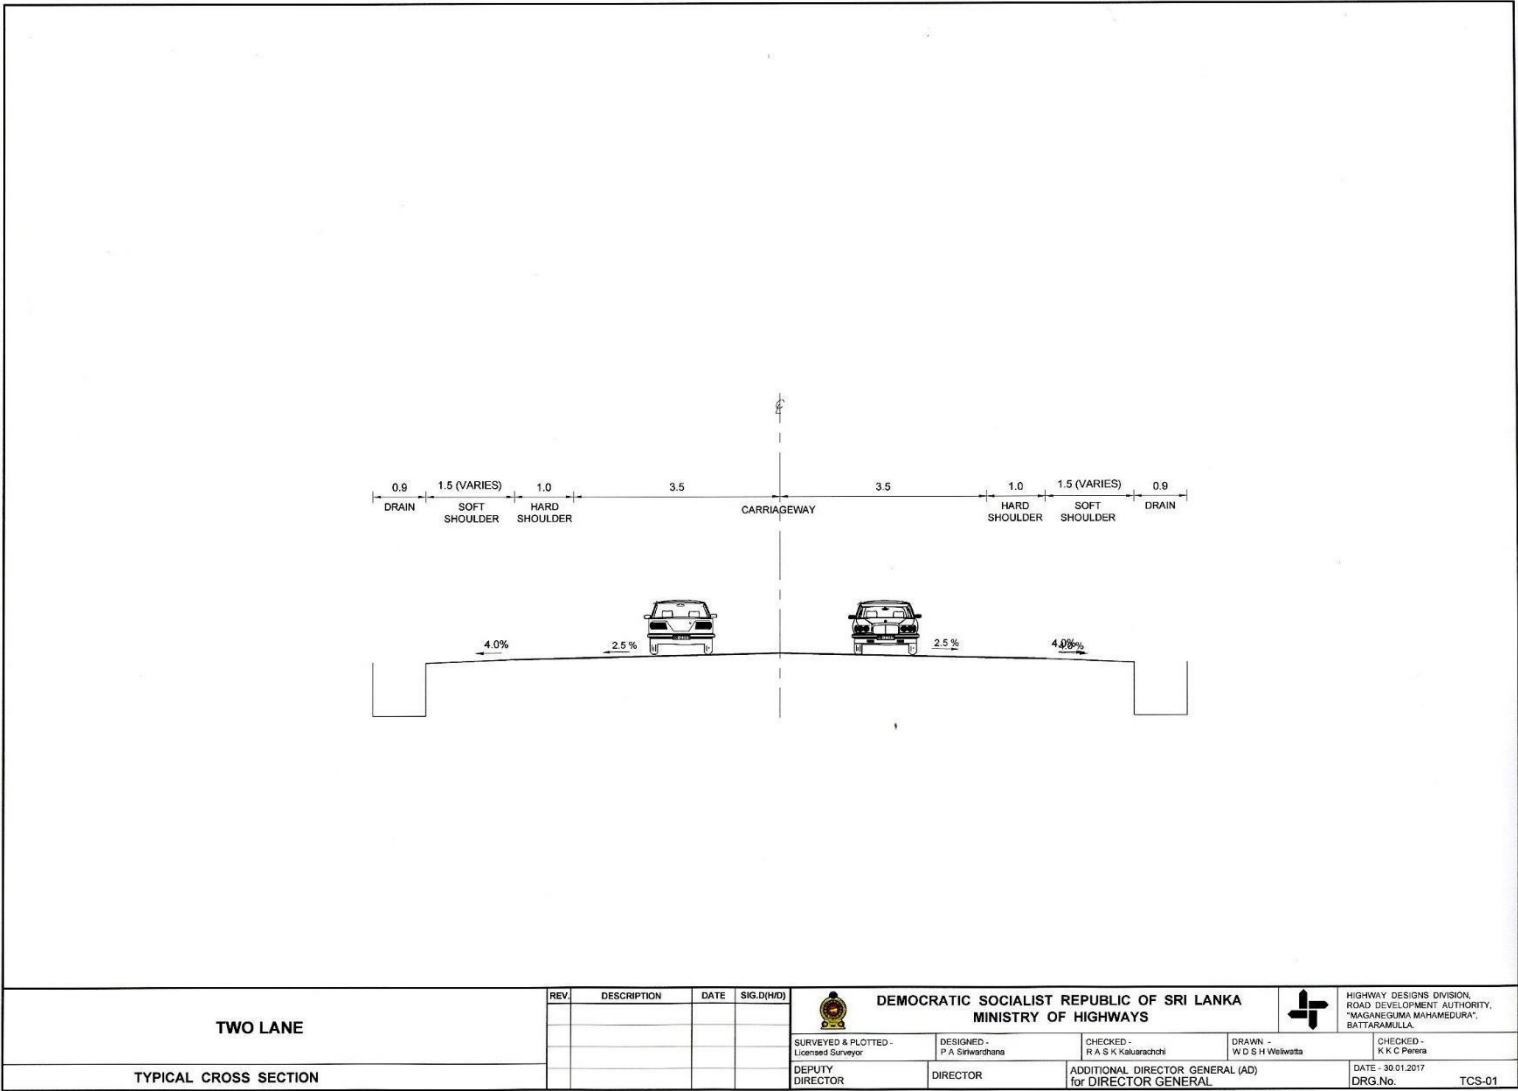 ℄
0.9
1.5 (VARIES)
1.0
3.5
3.5
1.0
1.5 (VARIES)
0.9
DRAIN
SOFT
SHOULDER
HARD
SHOULDER
CARRIAGEWAY
HARD
SHOULDER
SOFT
SHOULDER
DRAIN
4.0%
2.5 %
2.5 %
4.0%
4.0%
TWO LANE
TYPICAL CROSS SECTION
REV. DESCRIPTION DATE SIG.D(H/D)
DEMOCRATIC SOCIALIST REPUBLIC OF SRI LANKA
MINISTRY OF HIGHWAYS
HIGHWAY DESIGNS DIVISION,
ROAD DEVELOPMENT AUTHORITY,
"MAGANEGUMA MAHAMEDURA",
BATTARAMULLA.
SURVEYED & PLOTTED -
Licensed Surveyor
DESIGNED -
P A Siriwardhana
CHECKED -
R A S K Kaluarachchi
DRAWN -
W D S H Weliwatta
CHECKED -
K K C Perera
DEPUTY
DIRECTOR
DIRECTOR
ADDITIONAL DIRECTOR GENERAL (AD)
for DIRECTOR GENERAL
DATE - 30.01.2017
DRG.No. TCS-01